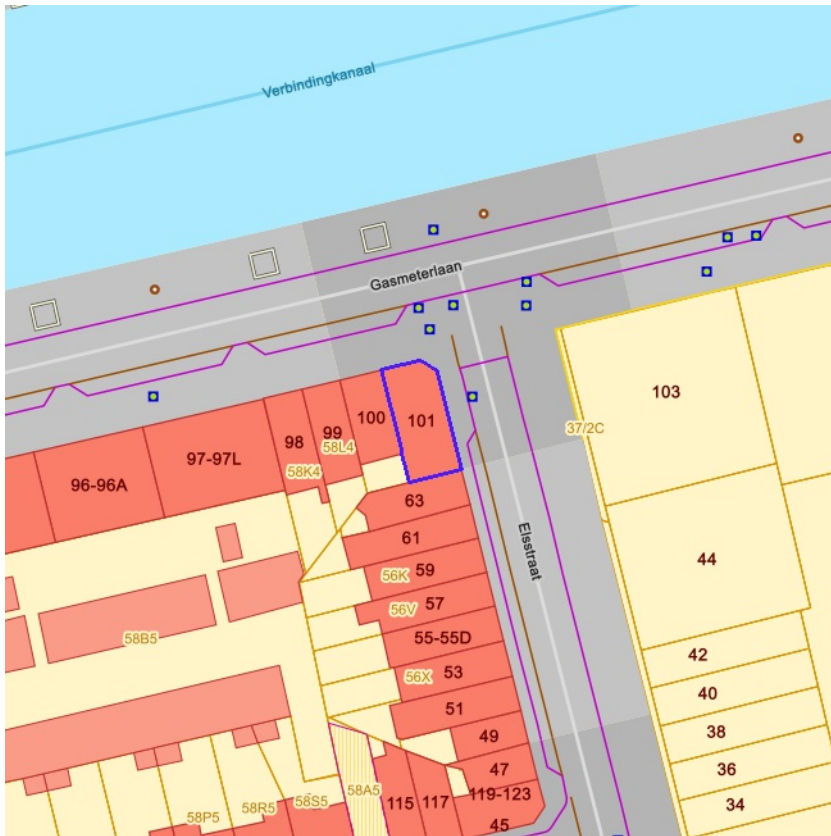 Verbindingkanaal
Gasmeterlaan
103
100
101
99
98
58L4
97-97L
37/2C
58K4
96-96A
63
61
Elsstraat
44
59
56K
57
56V
55-55D
58B5
42
53
56X
40
51
38
49
47
36
58A5
119-123
58S5
115
117
34
58R5
58P5
45